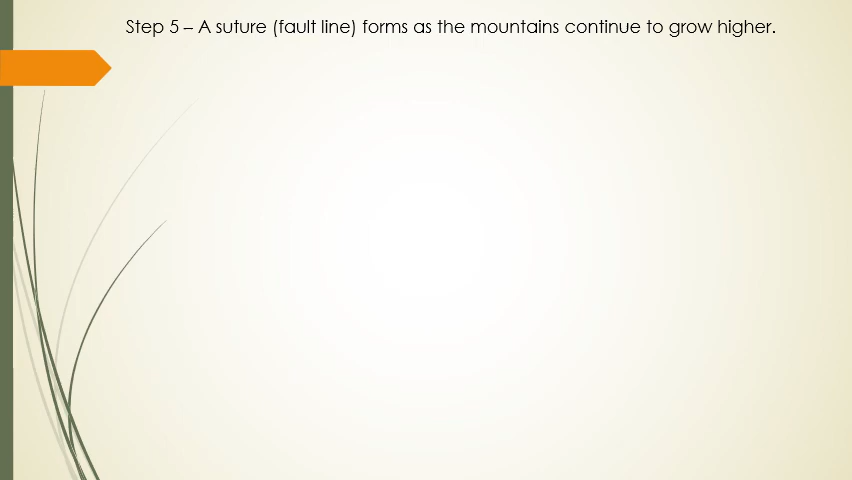 Step 5 – A suture (fault line) forms as the mountains continue to grow higher.